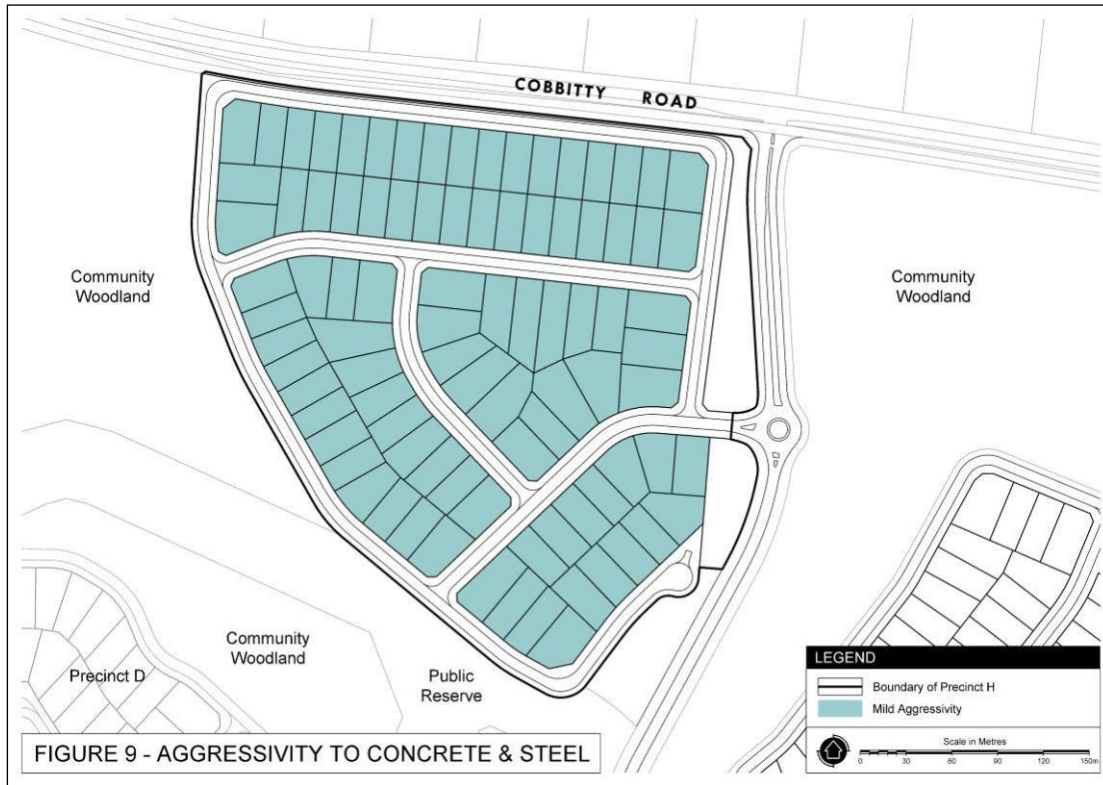 COBBITTY ROAD
Community
Woodland
Community
Woodland
Community
Woodland
Precinct D
Public
Reserve
LEGEND
Boundary of Precinct H
Mild Aggressivity
Scale in Metres
0 30 60 90 120 150m
FIGURE 9 - AGGRESSIVITY TO CONCRETE & STEEL